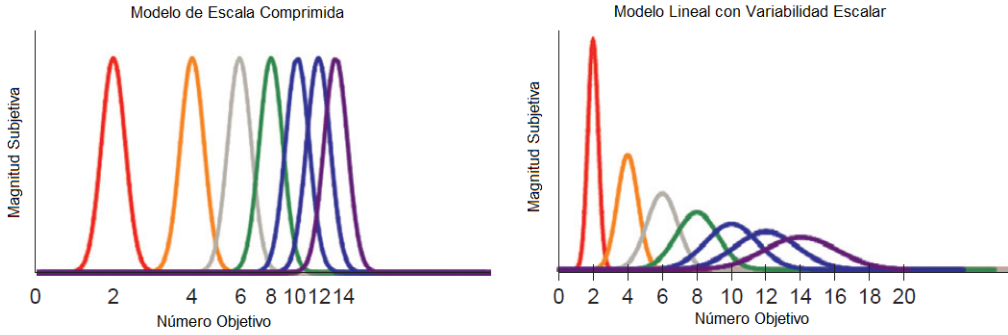 Modelo de Escala Comprimida
Magnitud Subjetiva
0 2 4 6 8 10 12 14
Número Objetivo
Modelo Lineal con Variabilidad Escalar
Magnitud Subjetiva
0 2 4 6 8 10 12 14 16 18 20
Número Objetivo